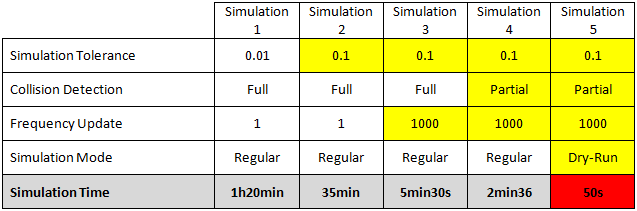 Simulation 1 Simulation 2 Simulation 3 Simulation 4 Simulation 5
Simulation Tolerance 0.01 0.1 0.1 0.1 0.1
Collision Detection Full Full Full Partial Partial
Frequency Update 1 1 1000 1000 1000
Simulation Mode Regular Regular Regular Regular Dry-Run
Simulation Time 1h20min 35min 5min30s 2min36 50s